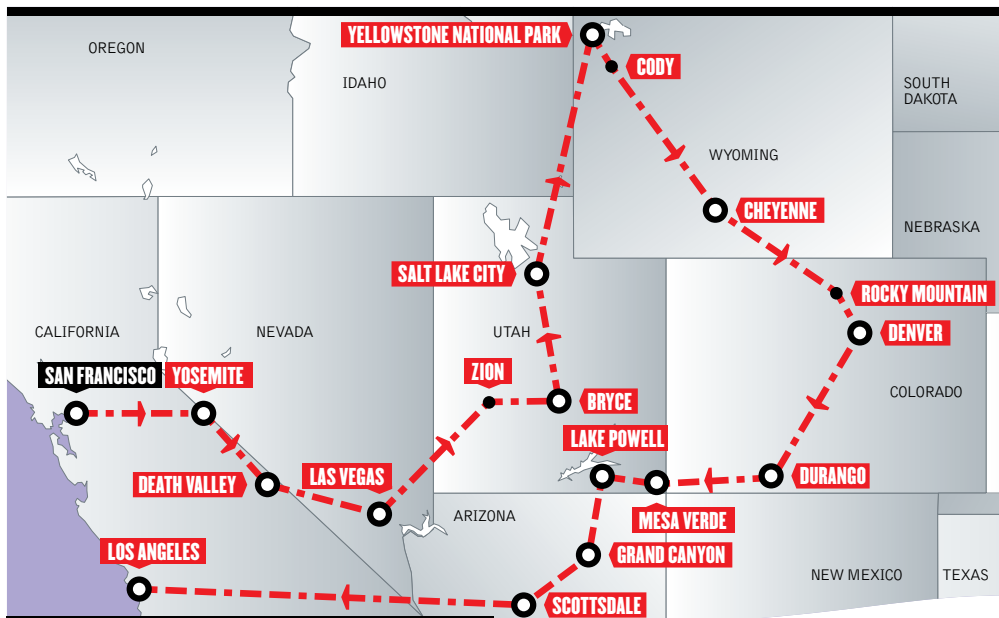 YELLOWSTONE NATIONAL PARK
OREGON
CODY
IDAHO
SOUTH
DAKOTA
WYOMING
CHEYENNE
NEBRASKA
SALT LAKE CITY
ROCKY MOUNTAIN
CALIFORNIA
NEVADA
UTAH
DENVER
SAN FRANCISCO
YOSEMITE
ZION
BRYCE
COLORADO
LAKE POWELL
DEATH VALLEY
LAS VEGAS
DURANGO
ARIZONA
MESA VERDE
LOS ANGELES
GRAND CANYON
NEW MEXICO
TEXAS
SCOTTSDALE